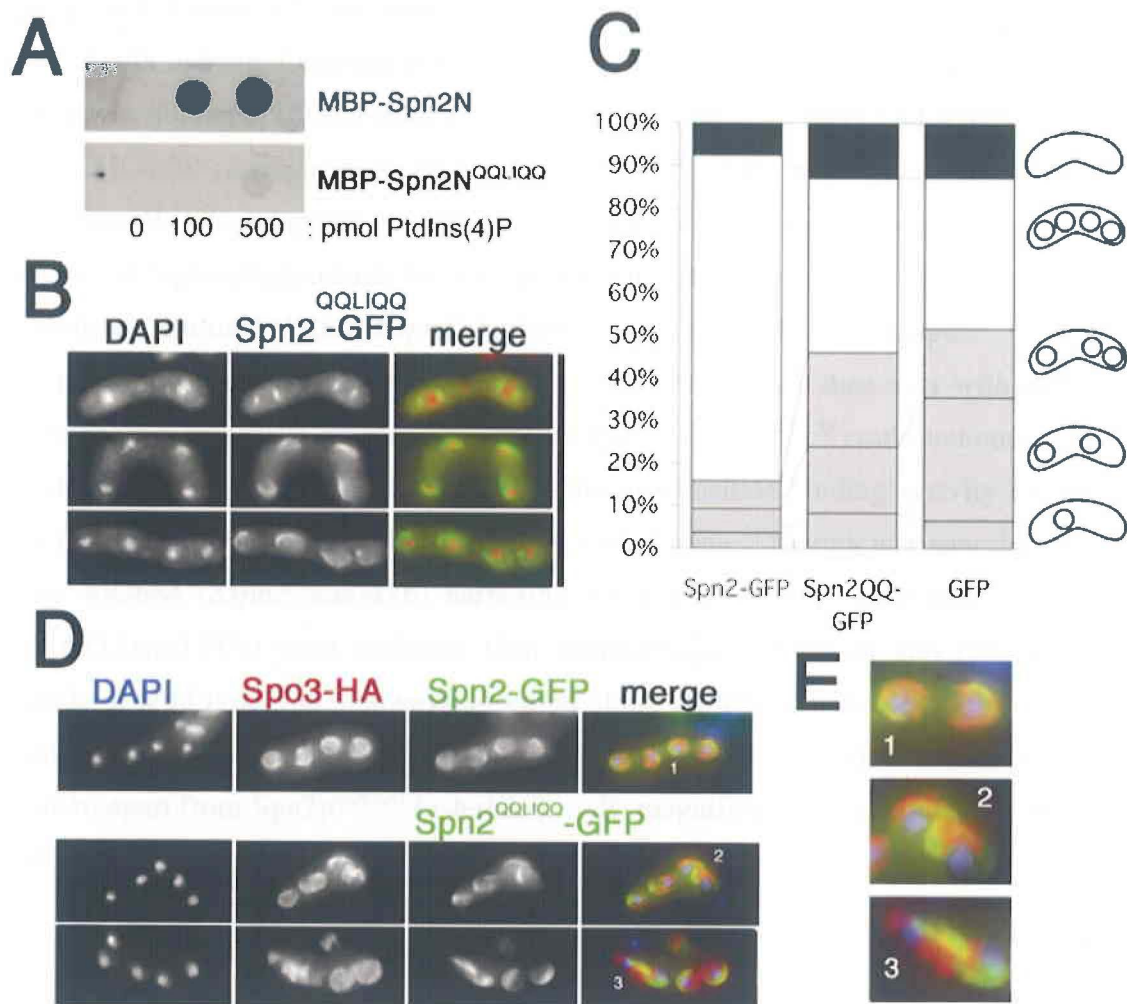 A
MBP-Spn2N
MBP-Spn2N^QQLIQQ
0 100 500 : pmol PtdIns(4)P
B
DAPI Spn2^QQLIQQ-GFP merge
C
100%
90%
80%
70%
60%
50%
40%
30%
20%
10%
0%
Spn2-GFP Spn2QQ-GFP GFP
D
DAPI Spo3-HA Spn2-GFP merge
1
Spn2^QQLIQQ-GFP
2
3
E
1
2
3